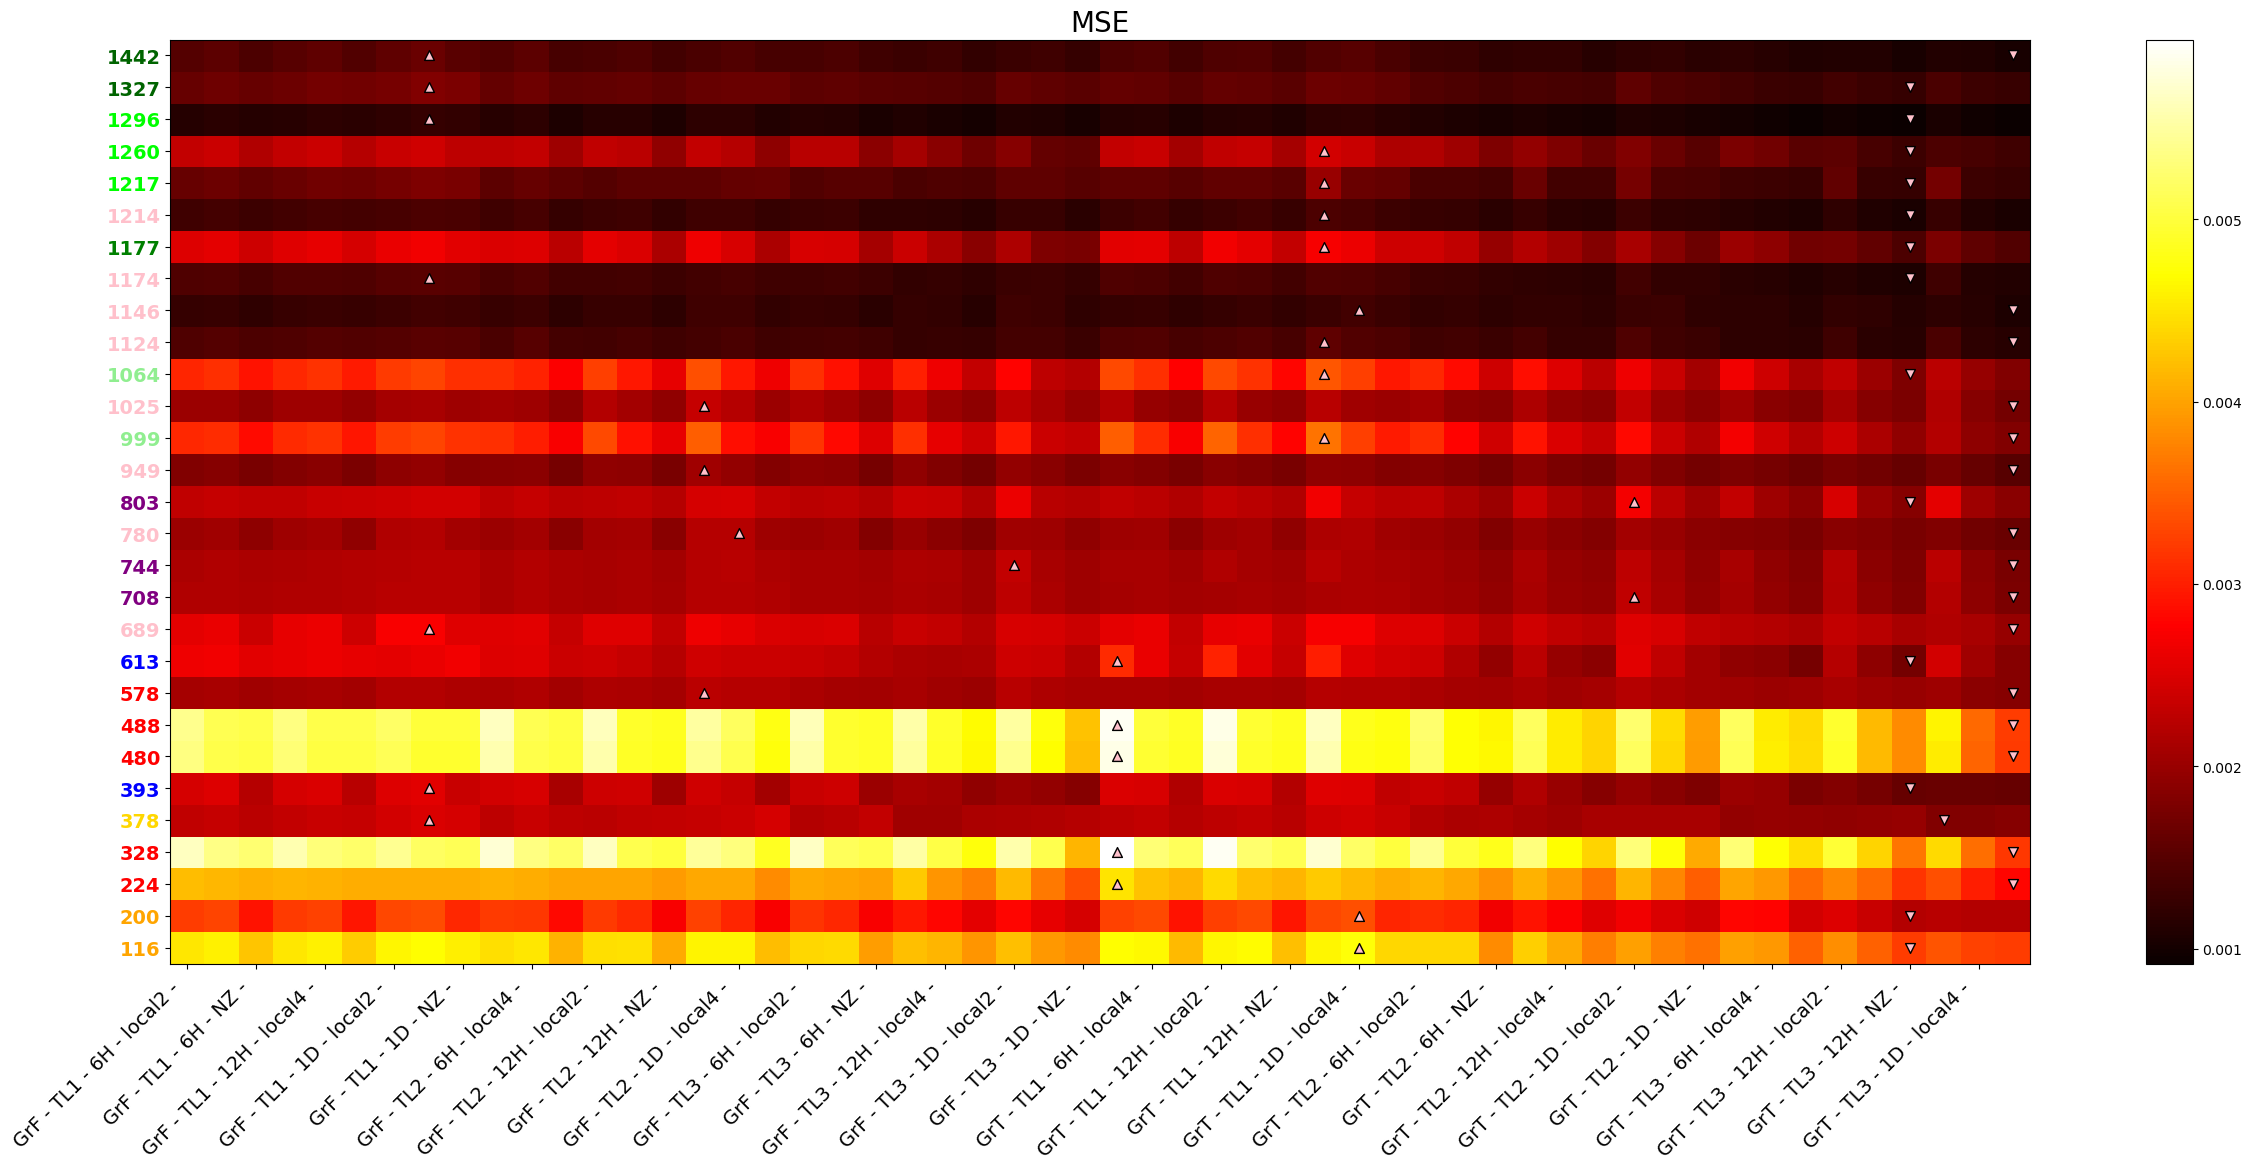 MSE
1442
1327
1296
1260
1217
1214
1177
1174
1146
1124
1064
1025
999
949
803
780
744
708
689
613
578
488
480
393
378
328
224
200
116
0.005
0.004
0.003
0.002
0.001
GrF - TL1 - 6H - local2 -
GrF - TL1 - 6H - NZ -
GrF - TL1 - 12H - local4 -
GrF - TL1 - 1D - local2 -
GrF - TL1 - 1D - NZ -
GrF - TL2 - 6H - local4 -
GrF - TL2 - 12H - local2 -
GrF - TL2 - 12H - NZ -
GrF - TL2 - 1D - local4 -
GrF - TL3 - 6H - local2 -
GrF - TL3 - 6H - NZ -
GrF - TL3 - 12H - local4 -
GrF - TL3 - 1D - local2 -
GrF - TL3 - 1D - NZ -
GrT - TL1 - 6H - local4 -
GrT - TL1 - 12H - local2 -
GrT - TL1 - 12H - NZ -
GrT - TL1 - 1D - local4 -
GrT - TL2 - 6H - local2 -
GrT - TL2 - 6H - NZ -
GrT - TL2 - 12H - local4 -
GrT - TL2 - 1D - local2 -
GrT - TL2 - 1D - NZ -
GrT - TL3 - 6H - local4 -
GrT - TL3 - 12H - local2 -
GrT - TL3 - 12H - NZ -
GrT - TL3 - 1D - local4 -